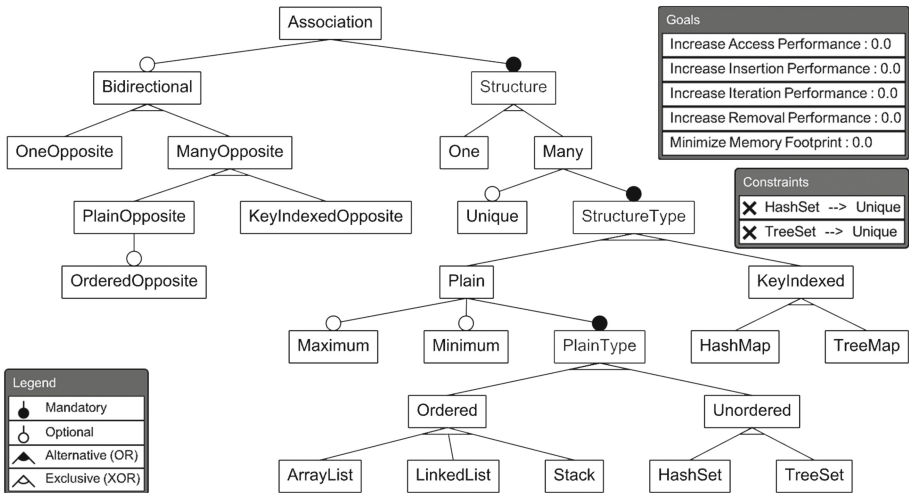 Association
Goals
Increase Access Performance : 0.0
Increase Insertion Performance : 0.0
Increase Iteration Performance : 0.0
Increase Removal Performance : 0.0
Minimize Memory Footprint : 0.0
Bidirectional
Structure
OneOpposite
ManyOpposite
One
Many
Constraints
HashSet --> Unique
TreeSet --> Unique
PlainOpposite
KeyIndexedOpposite
Unique
StructureType
OrderedOpposite
Plain
KeyIndexed
Maximum
Minimum
PlainType
HashMap
TreeMap
Legend
Mandatory
Optional
Alternative (OR)
Exclusive (XOR)
Ordered
Unordered
ArrayList
LinkedList
Stack
HashSet
TreeSet